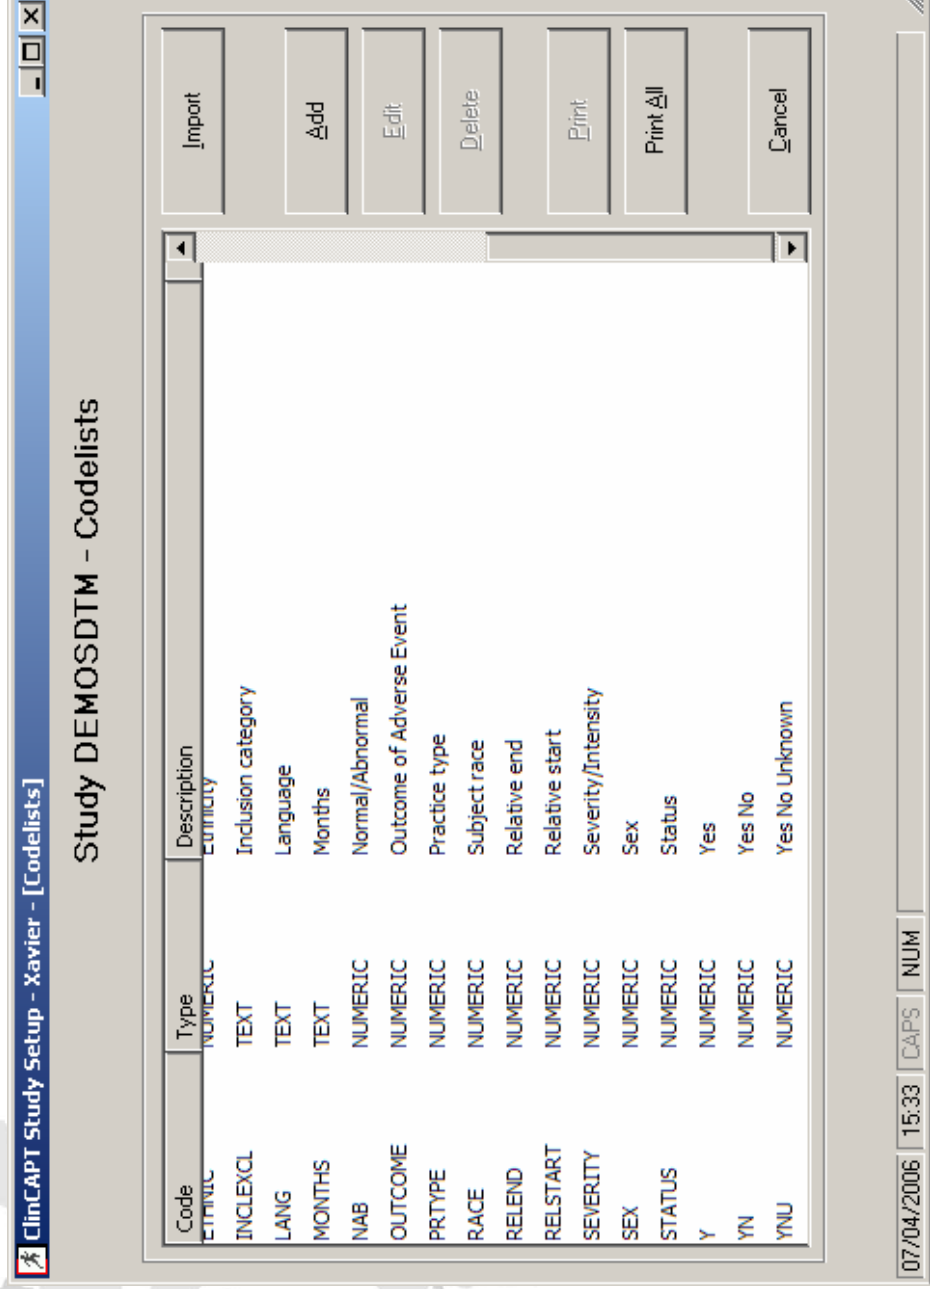 ClinCAPT Study Setup - Xavier - [Codelists]
Study DEMOSDTM - Codelists
Code Type Description
ETHNIC NUMERIC Ethnicity
INCLEXCL TEXT Inclusion category
LANG TEXT Language
MONTHS TEXT Months
NAB NUMERIC Normal/Abnormal
OUTCOME NUMERIC Outcome of Adverse Event
PRTYPE NUMERIC Practice type
RACE NUMERIC Subject race
RELEND NUMERIC Relative end
RELSTART NUMERIC Relative start
SEVERITY NUMERIC Severity/Intensity
SEX NUMERIC Sex
STATUS NUMERIC Status
Y NUMERIC Yes
YN NUMERIC Yes No
YNU NUMERIC Yes No Unknown
Import
Add
Edit
Delete
Print
Print All
Cancel
07/04/2006 15:33 CAPS NUM